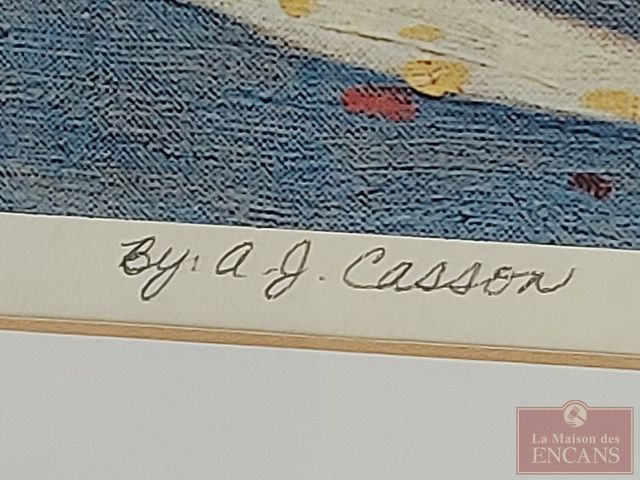 By: A.J. Casson
La Maison des
ENCANS